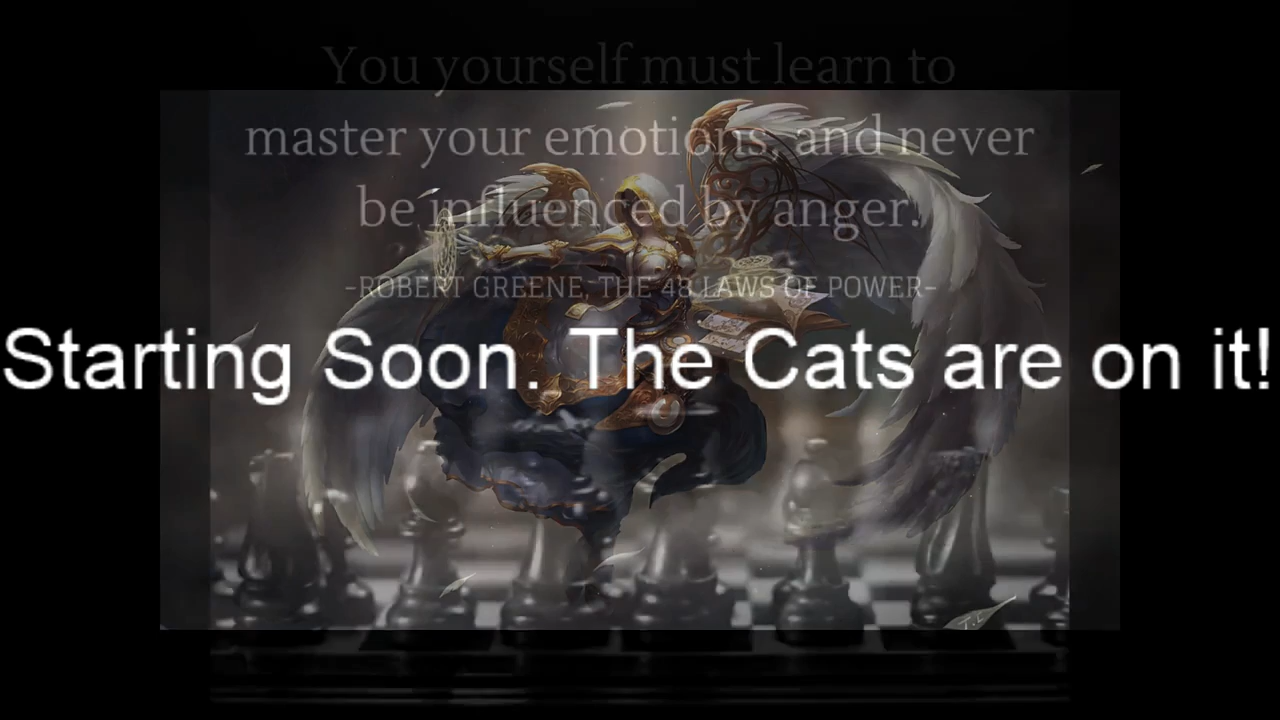 You yourself must learn to
master your emotions, and never
be influenced by anger.
-ROBERT GREENE, THE 48 LAWS OF POWER-
Starting Soon. The Cats are on it!
T.L